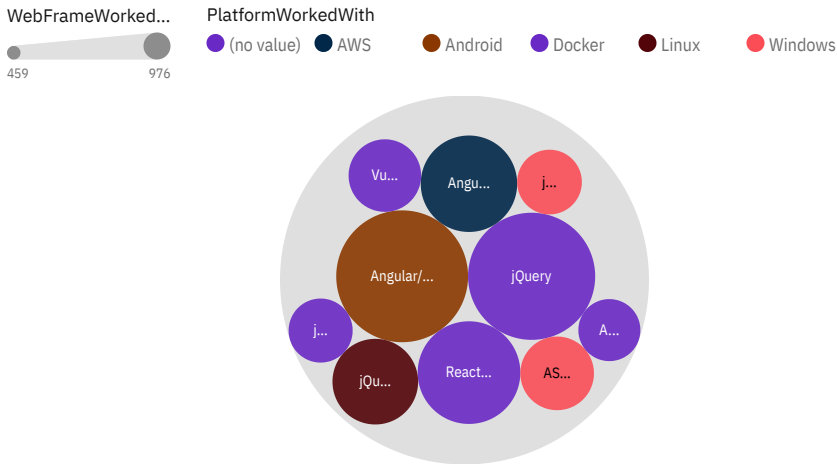 WebFrameWorked...
459 976
PlatformWorkedWith
(no value) AWS Android Docker Linux Windows
Vu... Angu... j...
Angular/... jQuery
j... A...
jQu... React... AS...